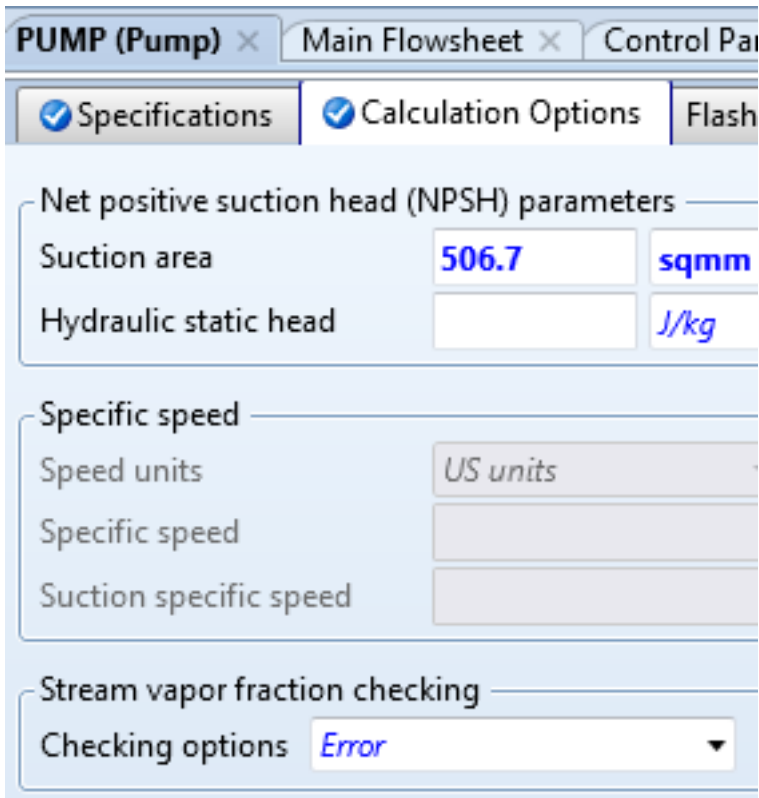 PUMP (Pump) Main Flowsheet Control Par
Specifications Calculation Options Flash
Net positive suction head (NPSH) parameters
Suction area 506.7 sqmm
Hydraulic static head J/kg
Specific speed
Speed units US units
Specific speed
Suction specific speed
Stream vapor fraction checking
Checking options Error